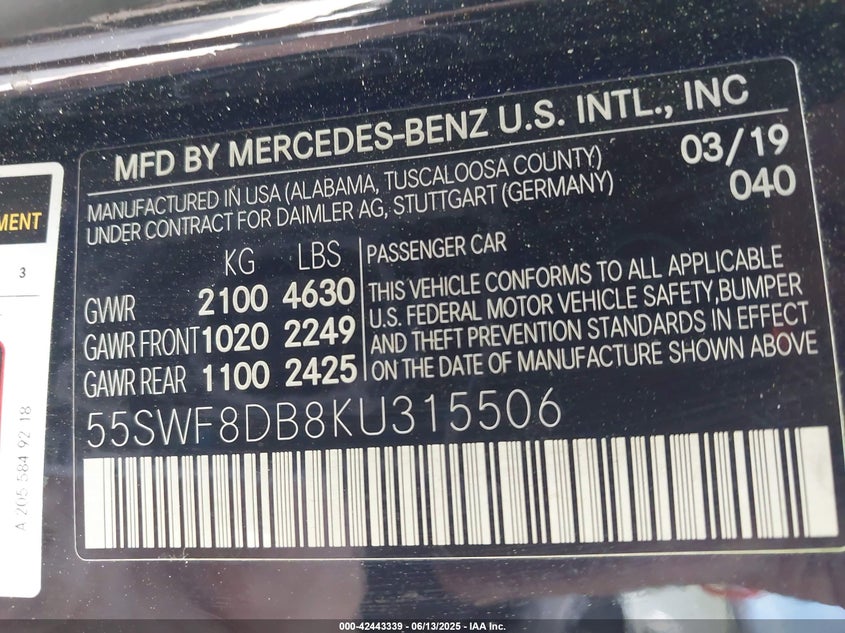 MFD BY MERCEDES-BENZ U.S. INTL., INC
MANUFACTURED IN USA (ALABAMA, TUSCALOOSA COUNTY) 03/19
UNDER CONTRACT FOR DAIMLER AG, STUTTGART (GERMANY) 040
KG LBS
GVWR 2100 4630
GAWR FRONT 1020 2249
GAWR REAR 1100 2425
PASSENGER CAR
THIS VEHICLE CONFORMS TO ALL APPLICABLE
U.S. FEDERAL MOTOR VEHICLE SAFETY,BUMPER
AND THEFT PREVENTION STANDARDS IN EFFECT
ON THE DATE OF MANUFACTURE SHOWN ABOVE
55SWF8DB8KU315506
MENT
3
A 205 584 92 18
000-42443339 - 06/13/2025 - IAA Inc.